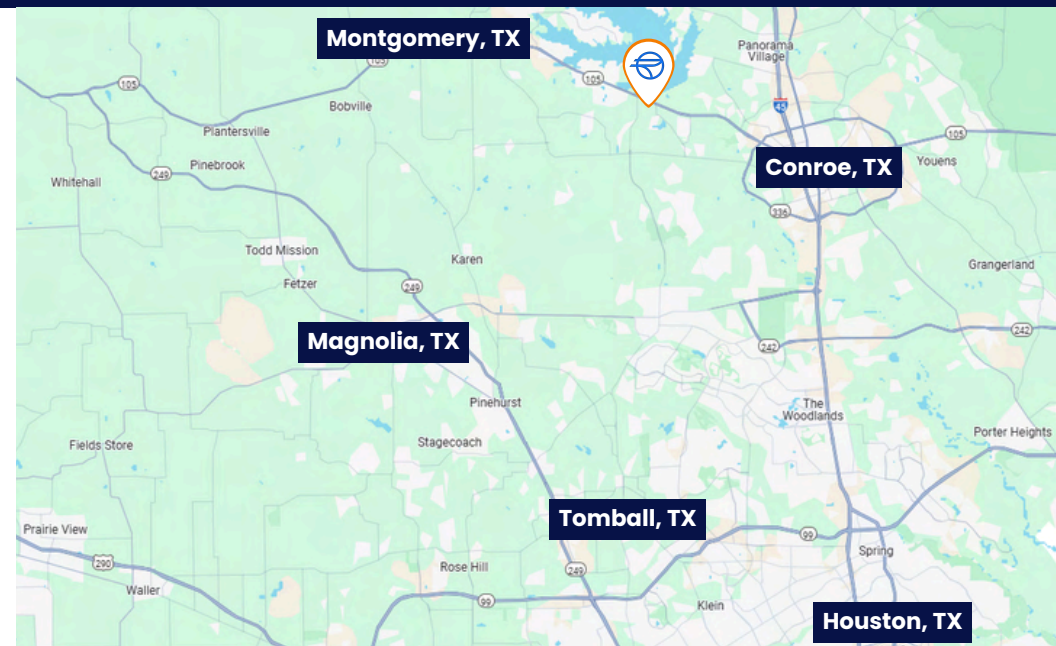 Montgomery, TX
Panorama
Village
105
105
45
Bobville
Plantersville
105
Conroe, TX
Youens
Pinebrook
249
Whitehall
336
Todd Mission
Karen
Grangerland
Fetzer
249
242
Magnolia, TX
242
Pinehurst
The
Woodlands
Stagecoach
Porter Heights
Fields Store
Tomball, TX
Prairie View
99
290
Spring
Rose Hill
249
Waller
99
Klein
Houston, TX